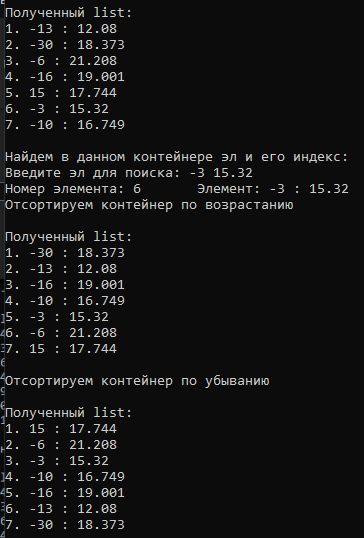 Полученный list:
1. -13 : 12.08
2. -30 : 18.373
3. -6 : 21.208
4. -16 : 19.001
5. 15 : 17.744
6. -3 : 15.32
7. -10 : 16.749
Найдем в данном контейнере эл и его индекс:
Введите эл для поиска: -3 15.32
Номер элемента: 6 Элемент: -3 : 15.32
Отсортируем контейнер по возрастанию
Полученный list:
1. -30 : 18.373
2. -13 : 12.08
3. -16 : 19.001
4. -10 : 16.749
5. -3 : 15.32
6. -6 : 21.208
7. 15 : 17.744
Отсортируем контейнер по убыванию
Полученный list:
1. 15 : 17.744
2. -6 : 21.208
3. -3 : 15.32
4. -10 : 16.749
5. -16 : 19.001
6. -13 : 12.08
7. -30 : 18.373